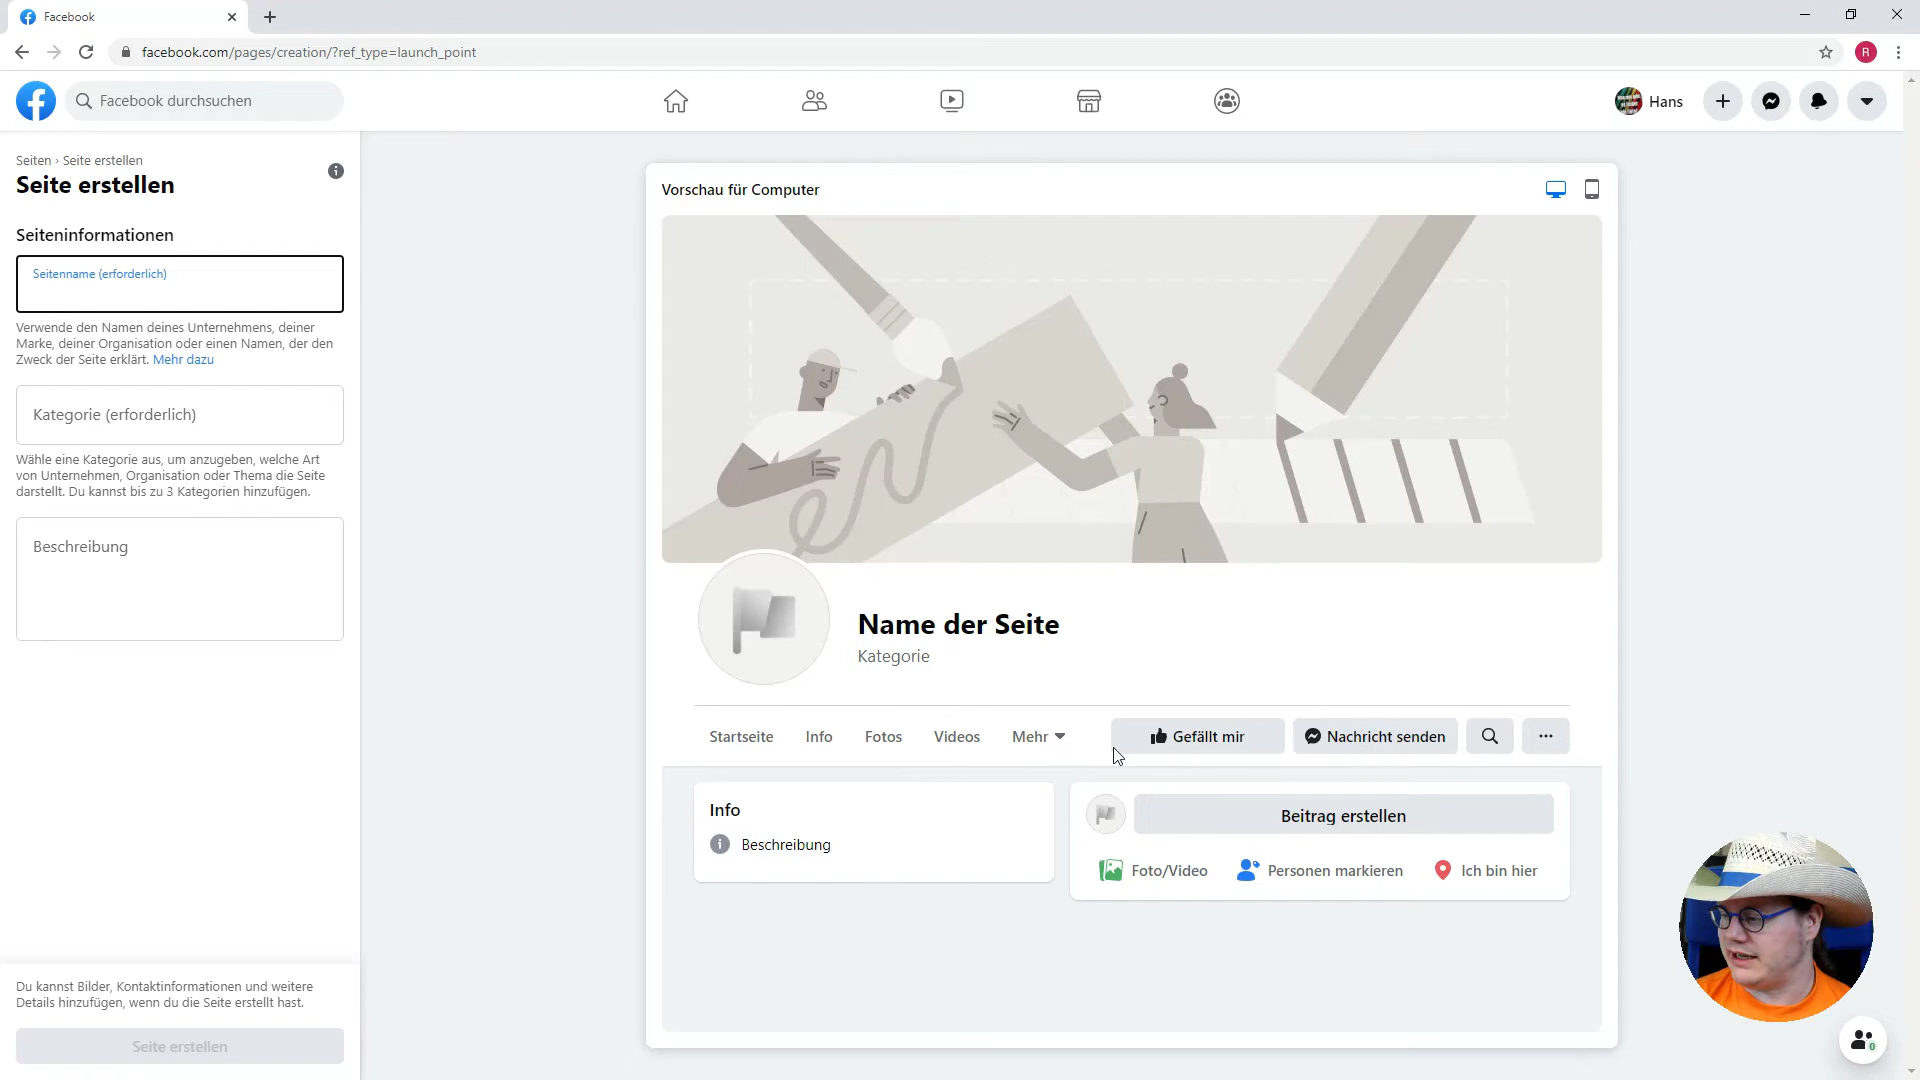 Facebook
facebook.com/pages/creation/?ref_type=launch_point
R
Facebook durchsuchen
Hans
Seiten › Seite erstellen
Seite erstellen
Seiteninformationen
Seitenname (erforderlich)
Verwende den Namen deines Unternehmens, deiner
Marke, deiner Organisation oder einen Namen, der den
Zweck der Seite erklärt. Mehr dazu
Kategorie (erforderlich)
Wähle eine Kategorie aus, um anzugeben, welche Art
von Unternehmen, Organisation oder Thema die Seite
darstellt. Du kannst bis zu 3 Kategorien hinzufügen.
Beschreibung
Du kannst Bilder, Kontaktinformationen und weitere
Details hinzufügen, wenn du die Seite erstellt hast.
Seite erstellen
Vorschau für Computer
Name der Seite
Kategorie
Startseite Info Fotos Videos Mehr Gefällt mir Nachricht senden
Info
Beschreibung
Beitrag erstellen
Foto/Video Personen markieren Ich bin hier
0